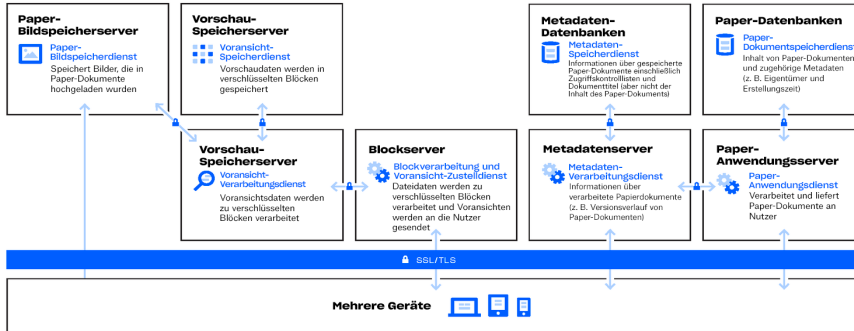 Paper-
Bildspeicherserver
Paper-
Bildspeicherdienst
Speichert Bilder, die in
Paper-Dokumente
hochgeladen wurden
Vorschau-
Speicherserver
Voransicht-
Speicherdienst
Vorschaudaten werden in
verschlüsselten Blöcken
gespeichert
Metadaten-
Datenbanken
Metadaten-
Speicherdienst
Informationen über gespeicherte
Paper-Dokumente einschließlich
Zugriffskontrolllisten und
Dokumenttitel (aber nicht der
Inhalt des Paper-Dokuments)
Paper-Datenbanken
Paper-
Dokumentspeicherdienst
Inhalt von Paper-Dokumenten
und zugehörige Metadaten
(z. B. Eigentümer und
Erstellungszeit)
Vorschau-
Speicherserver
Voransicht-
Verarbeitungsdienst
Voransichtsdaten werden
zu verschlüsselten
Blöcken verarbeitet
Blockserver
Blockverarbeitung und
Voransicht-Zustelldienst
Dateidaten werden zu
verschlüsselten Blöcken
verarbeitet und Voransichten
werden an die Nutzer
gesendet
Metadatenserver
Metadaten-
Verarbeitungsdienst
Informationen über
verarbeitete Papierdokumente
(z. B. Versionsverlauf von
Paper-Dokumenten)
Paper-
Anwendungsserver
Paper-
Anwendungsdienst
Verarbeitet und liefert
Paper-Dokumente an
Nutzer
SSL/TLS
Mehrere Geräte